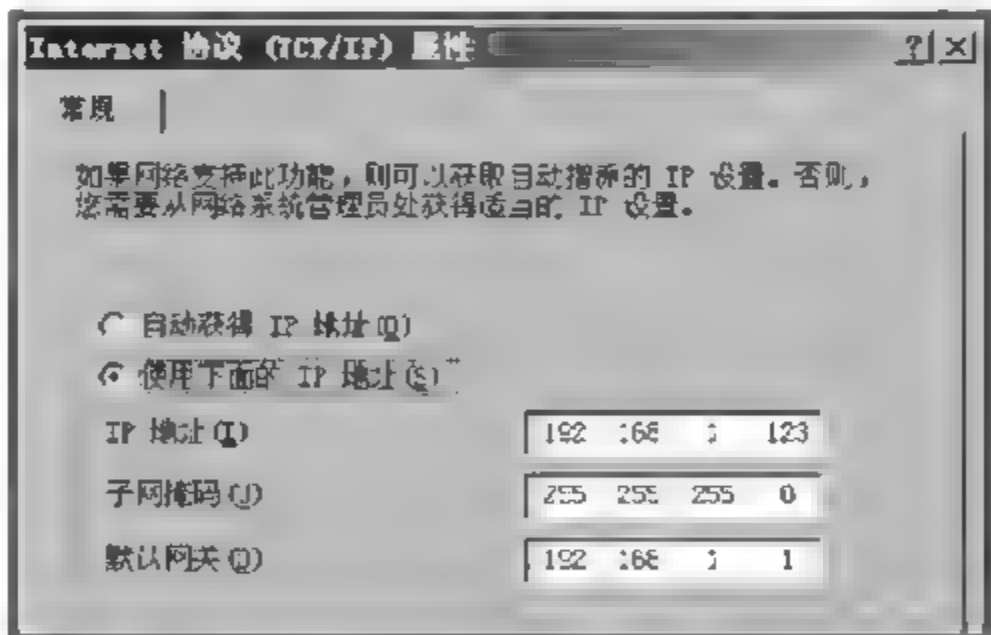 Internet 协议 (TCP/IP) 属性
常规
如果网络支持此功能，则可以获取自动指派的 IP 设置。否则，
您需要从网络系统管理员处获得适当的 IP 设置。
自动获得 IP 地址(O)
使用下面的 IP 地址(S)
IP 地址(I)
192 168 1 123
子网掩码(U)
255 255 255 0
默认网关(D)
192 168 1 1